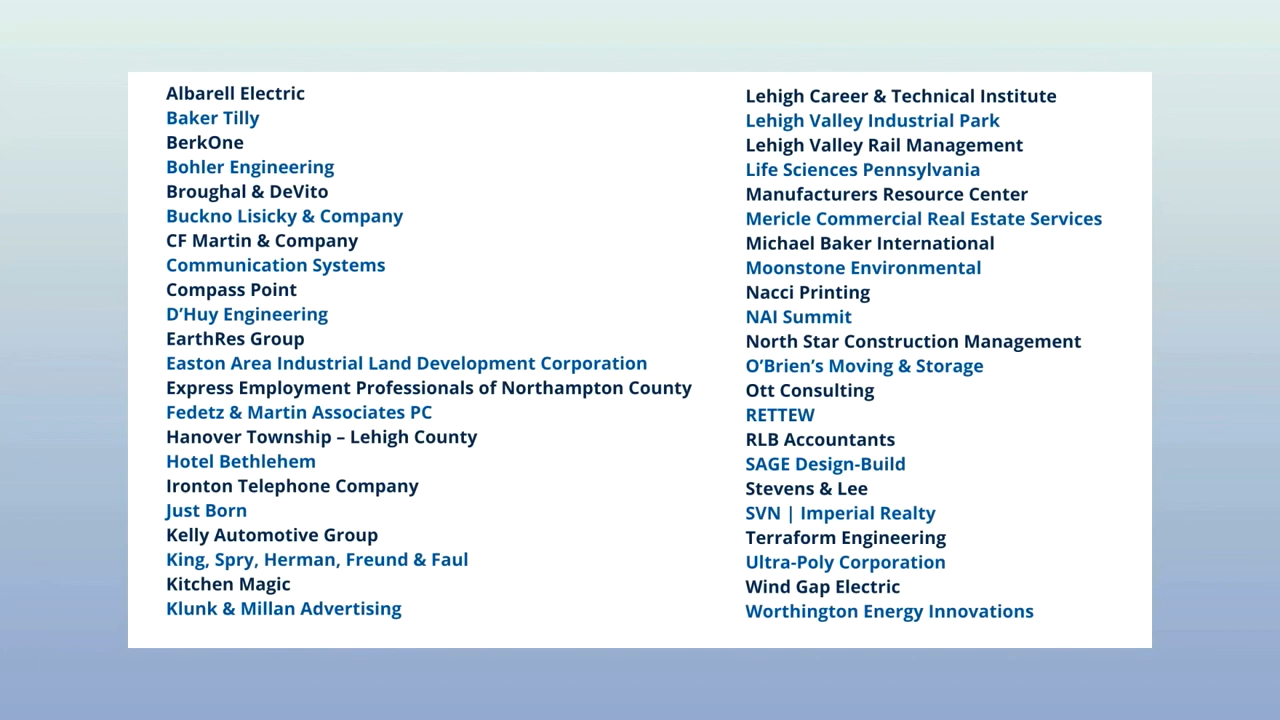 Albarell Electric
Baker Tilly
BerkOne
Bohler Engineering
Broughal & DeVito
Buckno Lisicky & Company
CF Martin & Company
Communication Systems
Compass Point
D’Huy Engineering
EarthRes Group
Easton Area Industrial Land Development Corporation
Express Employment Professionals of Northampton County
Fedetz & Martin Associates PC
Hanover Township – Lehigh County
Hotel Bethlehem
Ironton Telephone Company
Just Born
Kelly Automotive Group
King, Spry, Herman, Freund & Faul
Kitchen Magic
Klunk & Millan Advertising
Lehigh Career & Technical Institute
Lehigh Valley Industrial Park
Lehigh Valley Rail Management
Life Sciences Pennsylvania
Manufacturers Resource Center
Mericle Commercial Real Estate Services
Michael Baker International
Moonstone Environmental
Nacci Printing
NAI Summit
North Star Construction Management
O’Brien’s Moving & Storage
Ott Consulting
RETTEW
RLB Accountants
SAGE Design-Build
Stevens & Lee
SVN | Imperial Realty
Terraform Engineering
Ultra-Poly Corporation
Wind Gap Electric
Worthington Energy Innovations